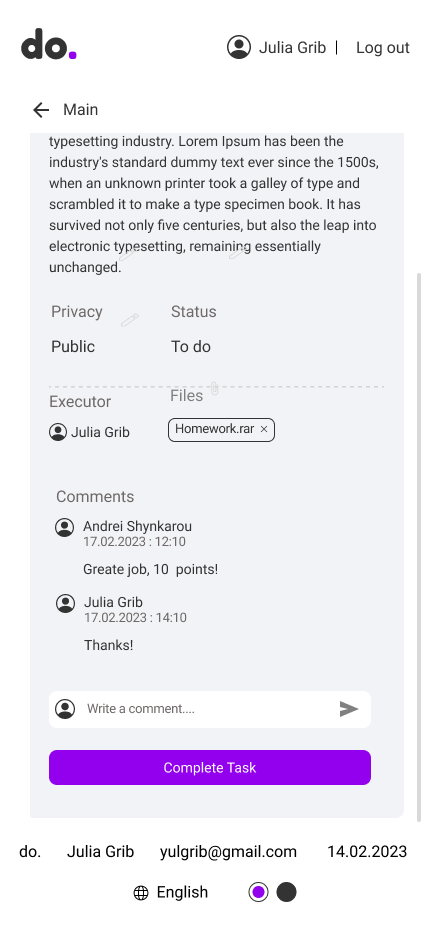 do.
Julia Grib | Log out
Main
typesetting industry. Lorem Ipsum has been the
industry's standard dummy text ever since the 1500s,
when an unknown printer took a galley of type and
scrambled it to make a type specimen book. It has
survived not only five centuries, but also the leap into
electronic typesetting, remaining essentially
unchanged.
Privacy Status
Public To do
Executor Files
Julia Grib Homework.rar ×
Comments
Andrei Shynkarou
17.02.2023 : 12:10
Greate job, 10 points!
Julia Grib
17.02.2023 : 14:10
Thanks!
Write a comment....
Complete Task
do. Julia Grib yulgrib@gmail.com 14.02.2023
English